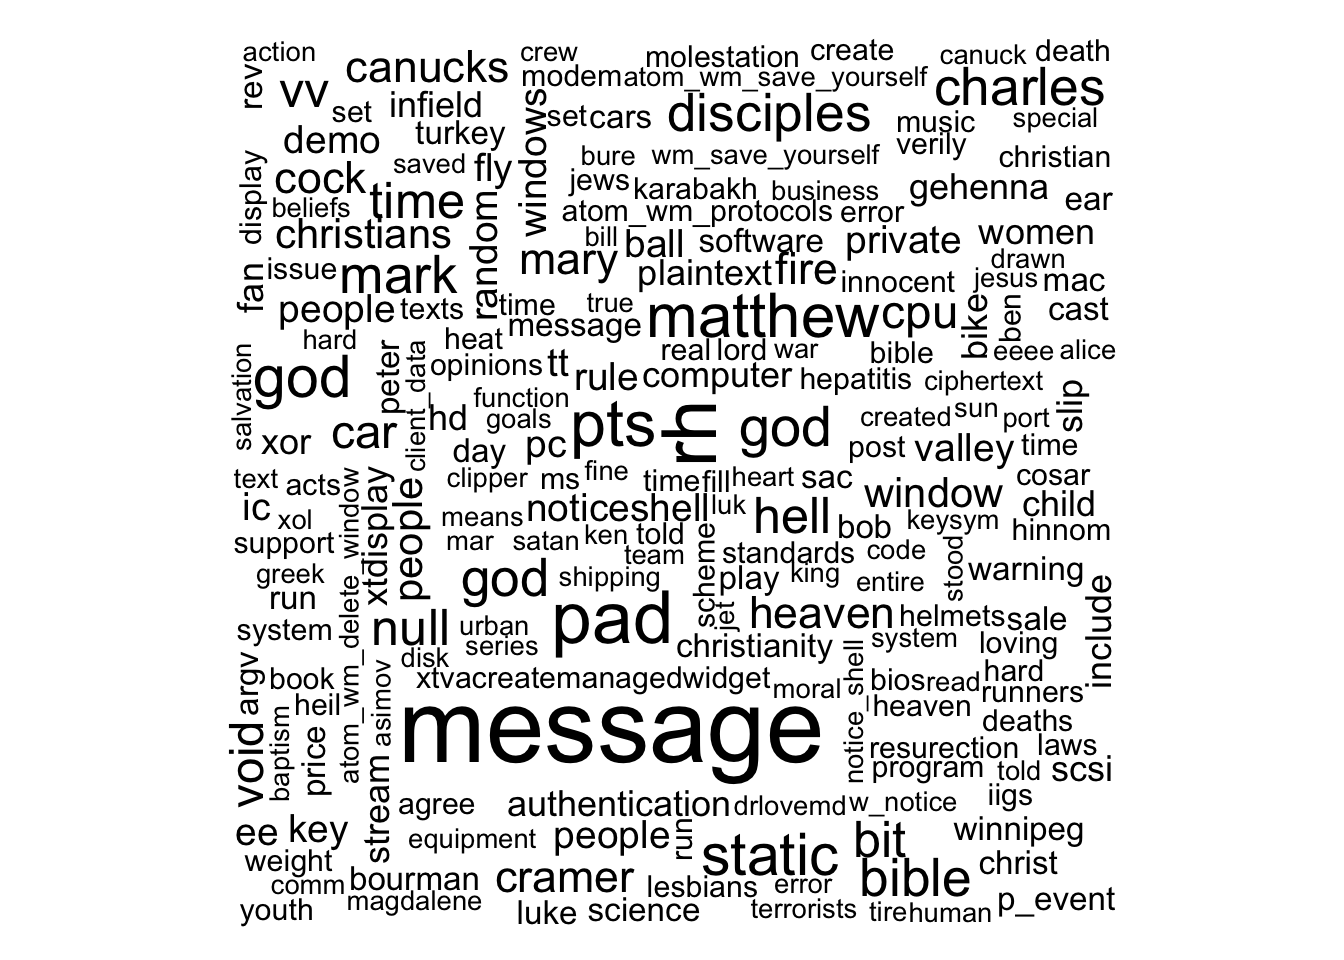 action crew molestation create canuck death
rev vv canucks modem atom_wm_save_yourself charles
set infield windows set cars disciples music special
demo turkey verily
display cock saved fly bure wm_save_yourself christian
beliefs time random jews karabakh business gehenna ear
christians atom_wm_protocols error
bill ball software private women
fan issue mark mary plaintext fire innocent drawn
jesus mac
people texts time true matthew cpu bike ben cast
hard heat message
salvation god peter client_data opinions tt real lord war bible eeee alice
rule computer hepatitis ciphertext
function
xor car hd goals pts rh god created sun port slip
day pc post valley time
text acts clipper ms fine time fill heart sac window cosar
ic xol atom_wm_delete_window xtdisplay people means noticeshell luk hell bob keysym child
hinnom
support mar satan ken told
team scheme standards code stood
greek god shipping play king entire warning
run pad jet heaven helmets sale include
system null urban
series christianity system loving
disk
argv book xtvacreatemanagedwidget moral notice_shell bios read hard
runners
void baptism heil asimov message heaven deaths
price resurection laws
program told scsi
stream agree authentication drlovemd w_notice iigs
ee key equipment people run static bit winnipeg
weight christ
comm bourman cramer lesbians error bible
youth magdalene luke science terrorists tire human p_event